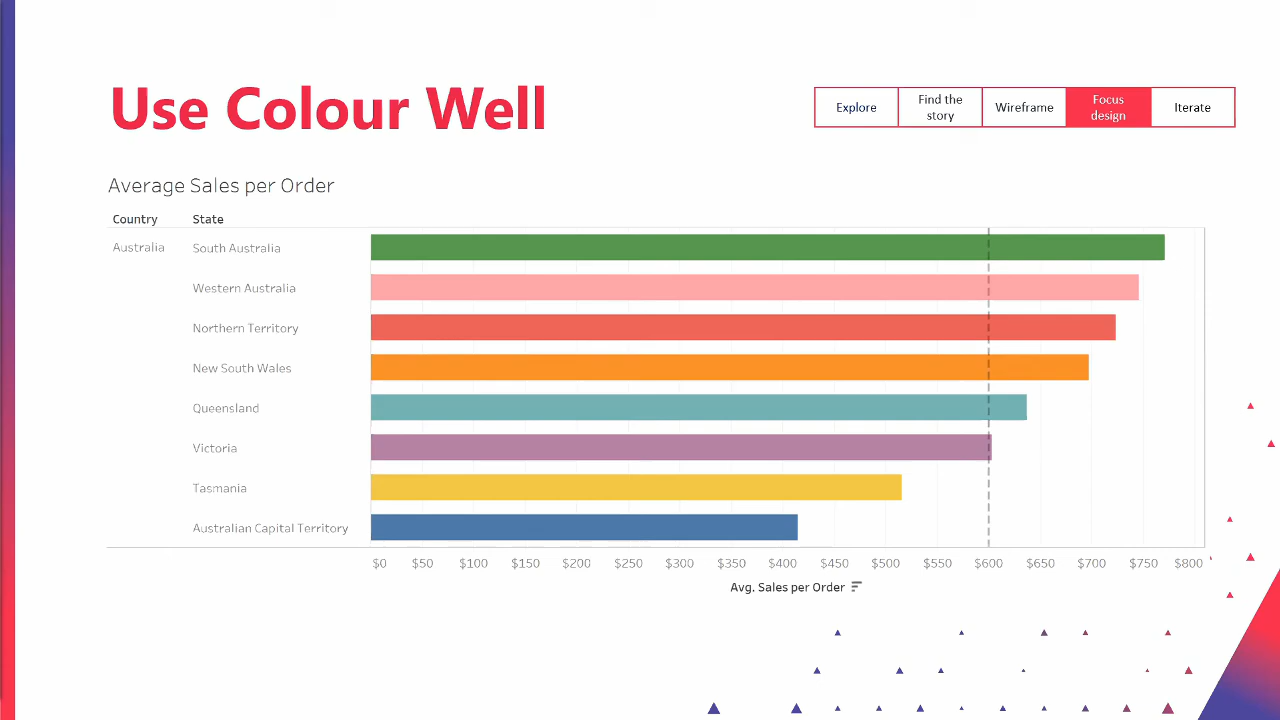 Use Colour Well
Explore
Find the
story
Wireframe
Focus
design
Iterate
Average Sales per Order
Country State
Australia South Australia
Western Australia
Northern Territory
New South Wales
Queensland
Victoria
Tasmania
Australian Capital Territory
$0 $50 $100 $150 $200 $250 $300 $350 $400 $450 $500 $550 $600 $650 $700 $750 $800
Avg. Sales per Order